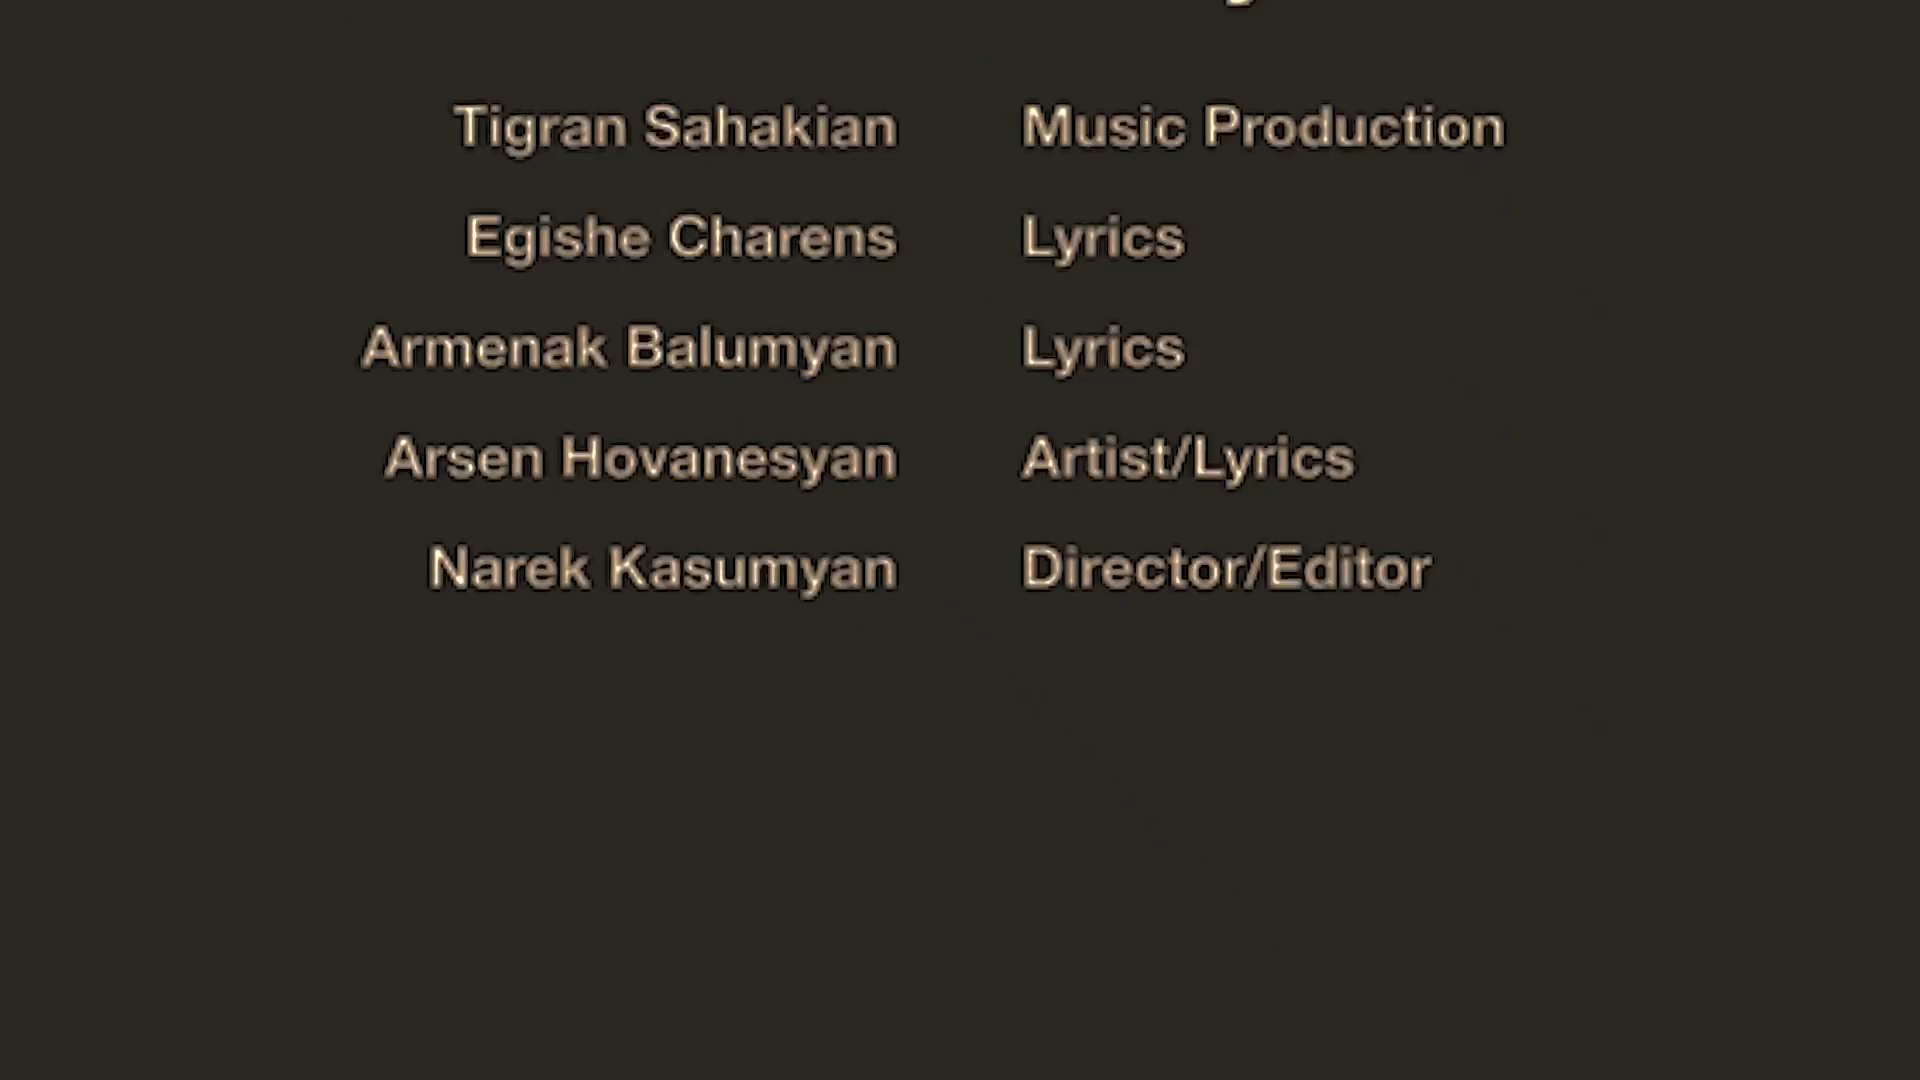 Tigran Sahakian Music Production
Egishe Charens Lyrics
Armenak Balumyan Lyrics
Arsen Hovanesyan Artist/Lyrics
Narek Kasumyan Director/Editor